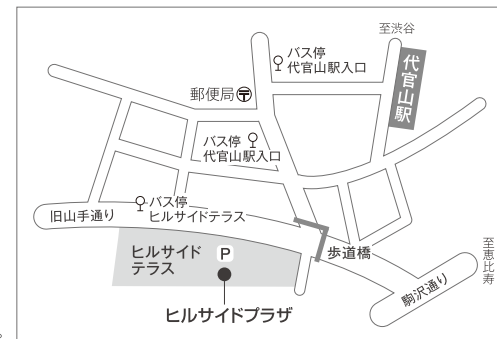 至渋谷
バス停
代官山駅入口
代官山駅
郵便局〒
バス停
代官山駅入口
バス停
ヒルサイドテラス
旧山手通り
ヒルサイド
テラス
P
歩道橋
至恵比寿
駒沢通り
ヒルサイドプラザ